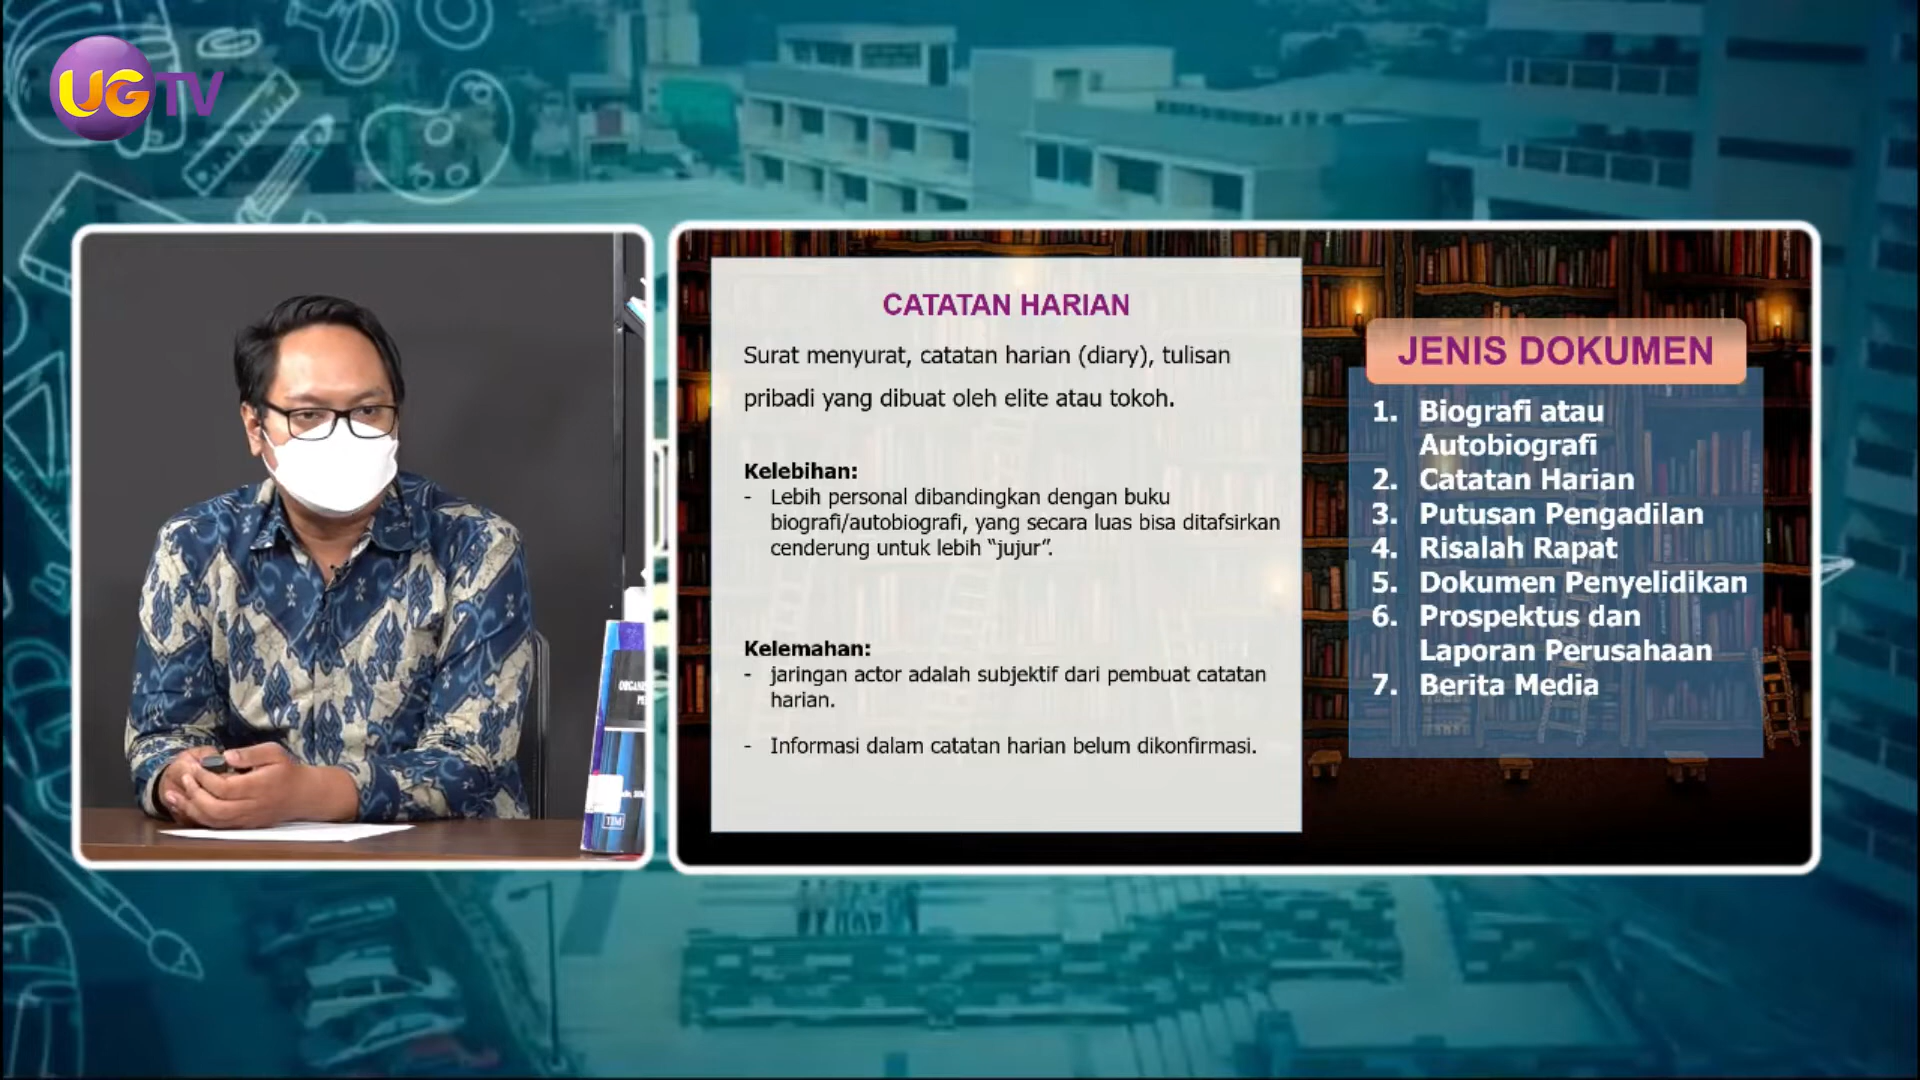 UGTV
CATATAN HARIAN
Surat menyurat, catatan harian (diary), tulisan
pribadi yang dibuat oleh elite atau tokoh.
Kelebihan:
- Lebih personal dibandingkan dengan buku
biografi/autobiografi, yang secara luas bisa ditafsirkan
cenderung untuk lebih “jujur”.
Kelemahan:
- jaringan actor adalah subjektif dari pembuat catatan
harian.
- Informasi dalam catatan harian belum dikonfirmasi.
JENIS DOKUMEN
1. Biografi atau
Autobiografi
2. Catatan Harian
3. Putusan Pengadilan
4. Risalah Rapat
5. Dokumen Penyelidikan
6. Prospektus dan
Laporan Perusahaan
7. Berita Media